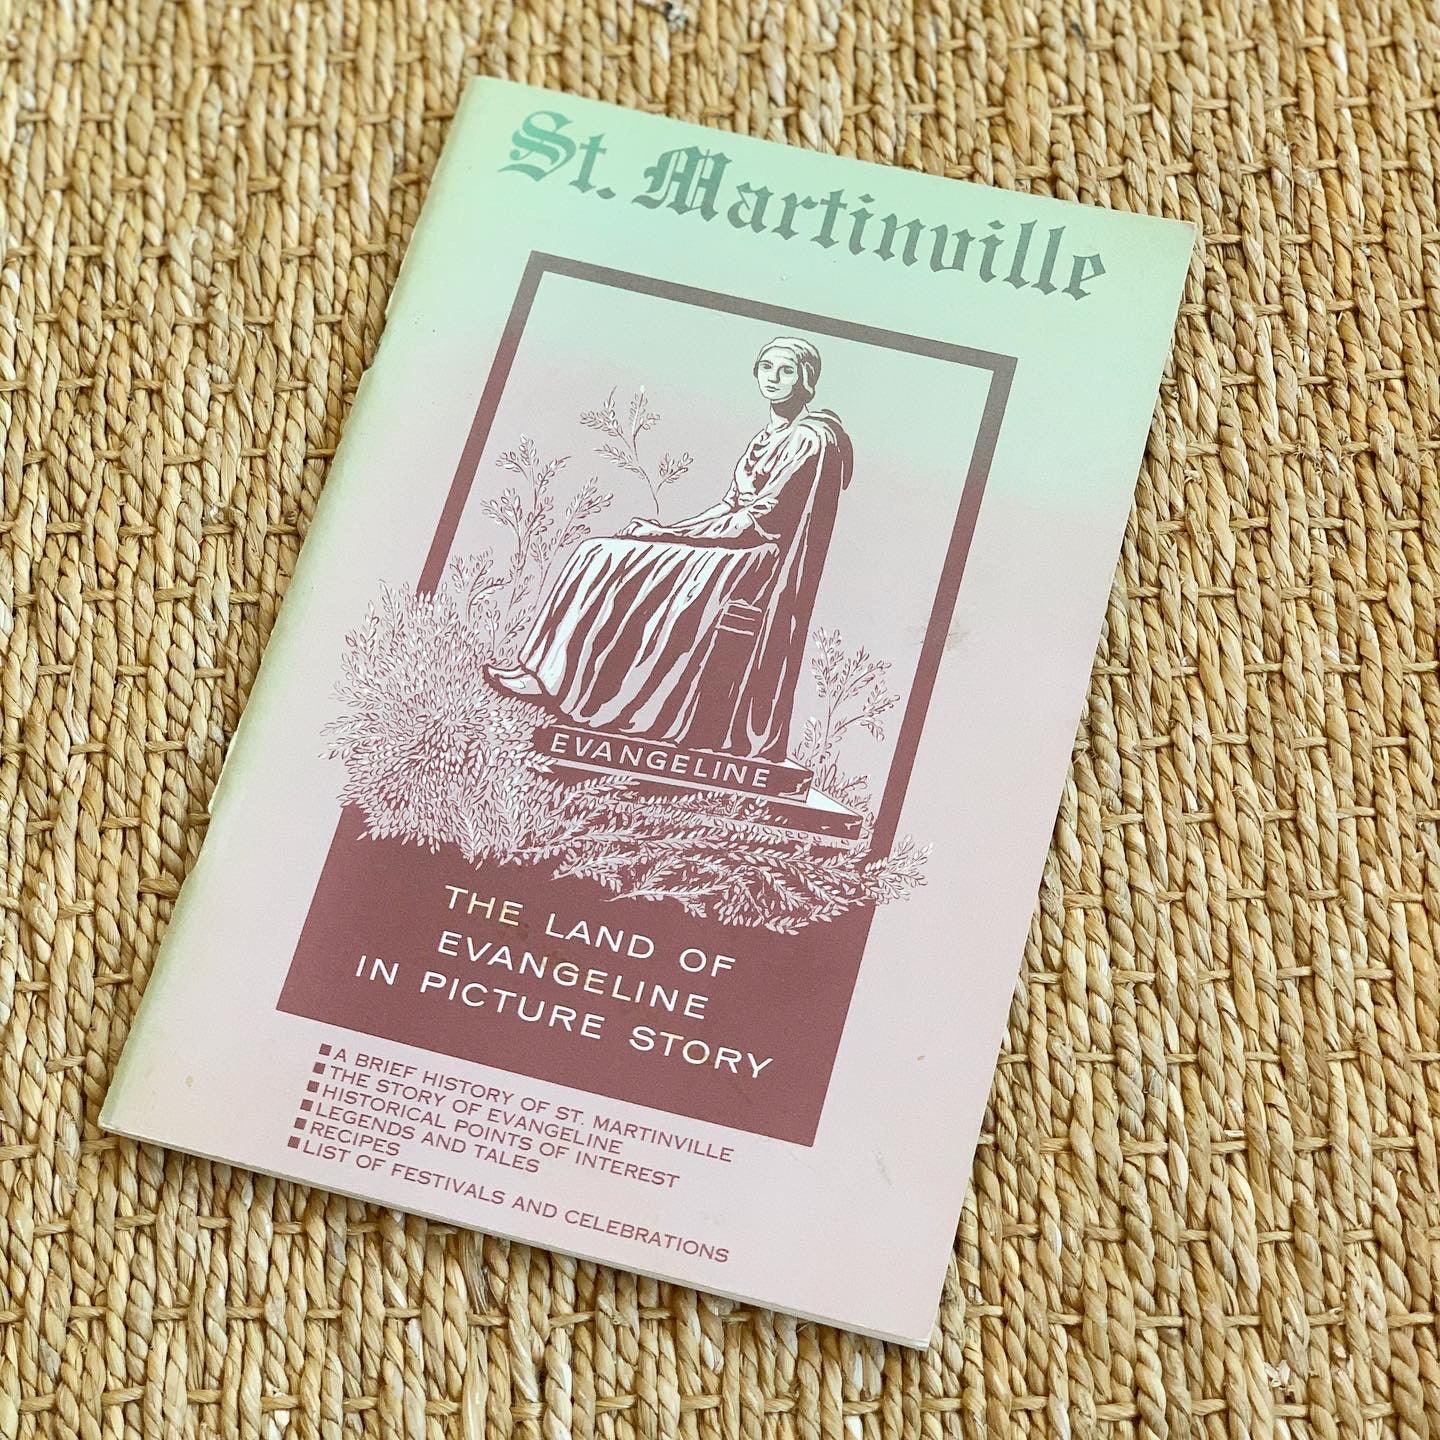 St. Martinville
EVANGELINE
THE LAND OF
EVANGELINE
IN PICTURE STORY
■ A BRIEF HISTORY OF ST. MARTINVILLE
■ THE STORY OF EVANGELINE
■ HISTORICAL POINTS OF INTEREST
■ LEGENDS AND TALES
■ RECIPES
■ LIST OF FESTIVALS AND CELEBRATIONS